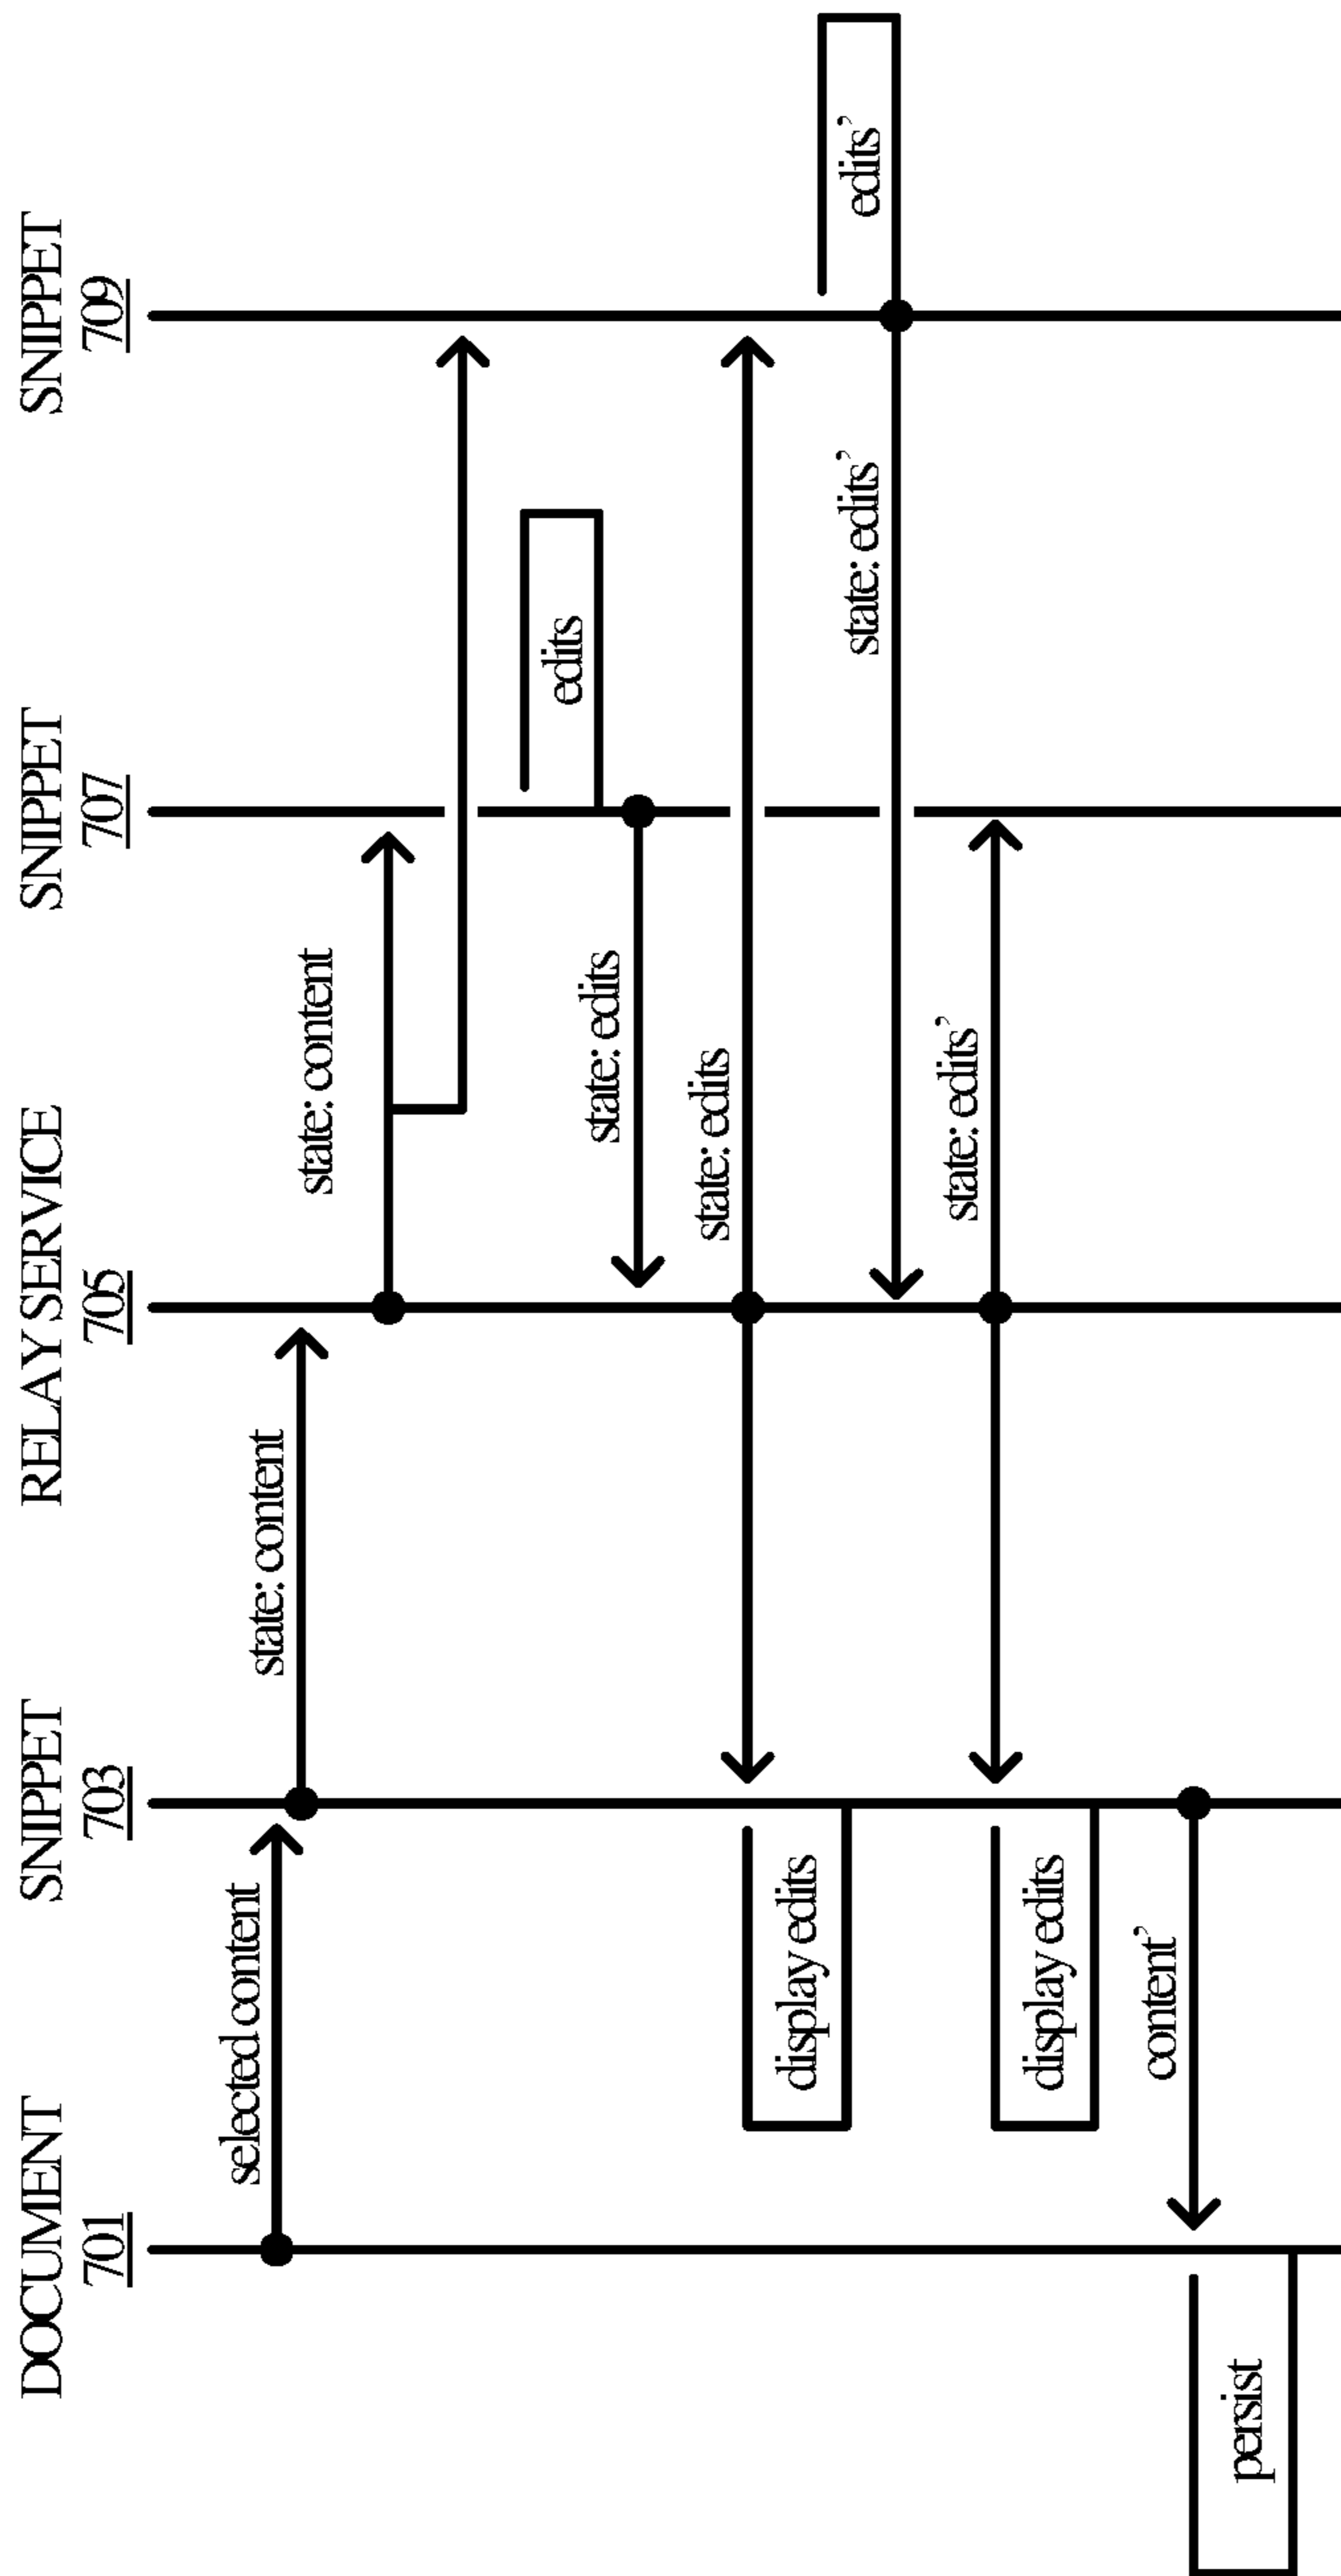 DOCUMENT
701
SNIPPET
703
RELAY SERVICE
705
SNIPPET
707
SNIPPET
709
selected content
state: content
state: content
edits
state: edits
state: edits
display edits
edits’
state: edits’
state: edits’
display edits
content’
persist